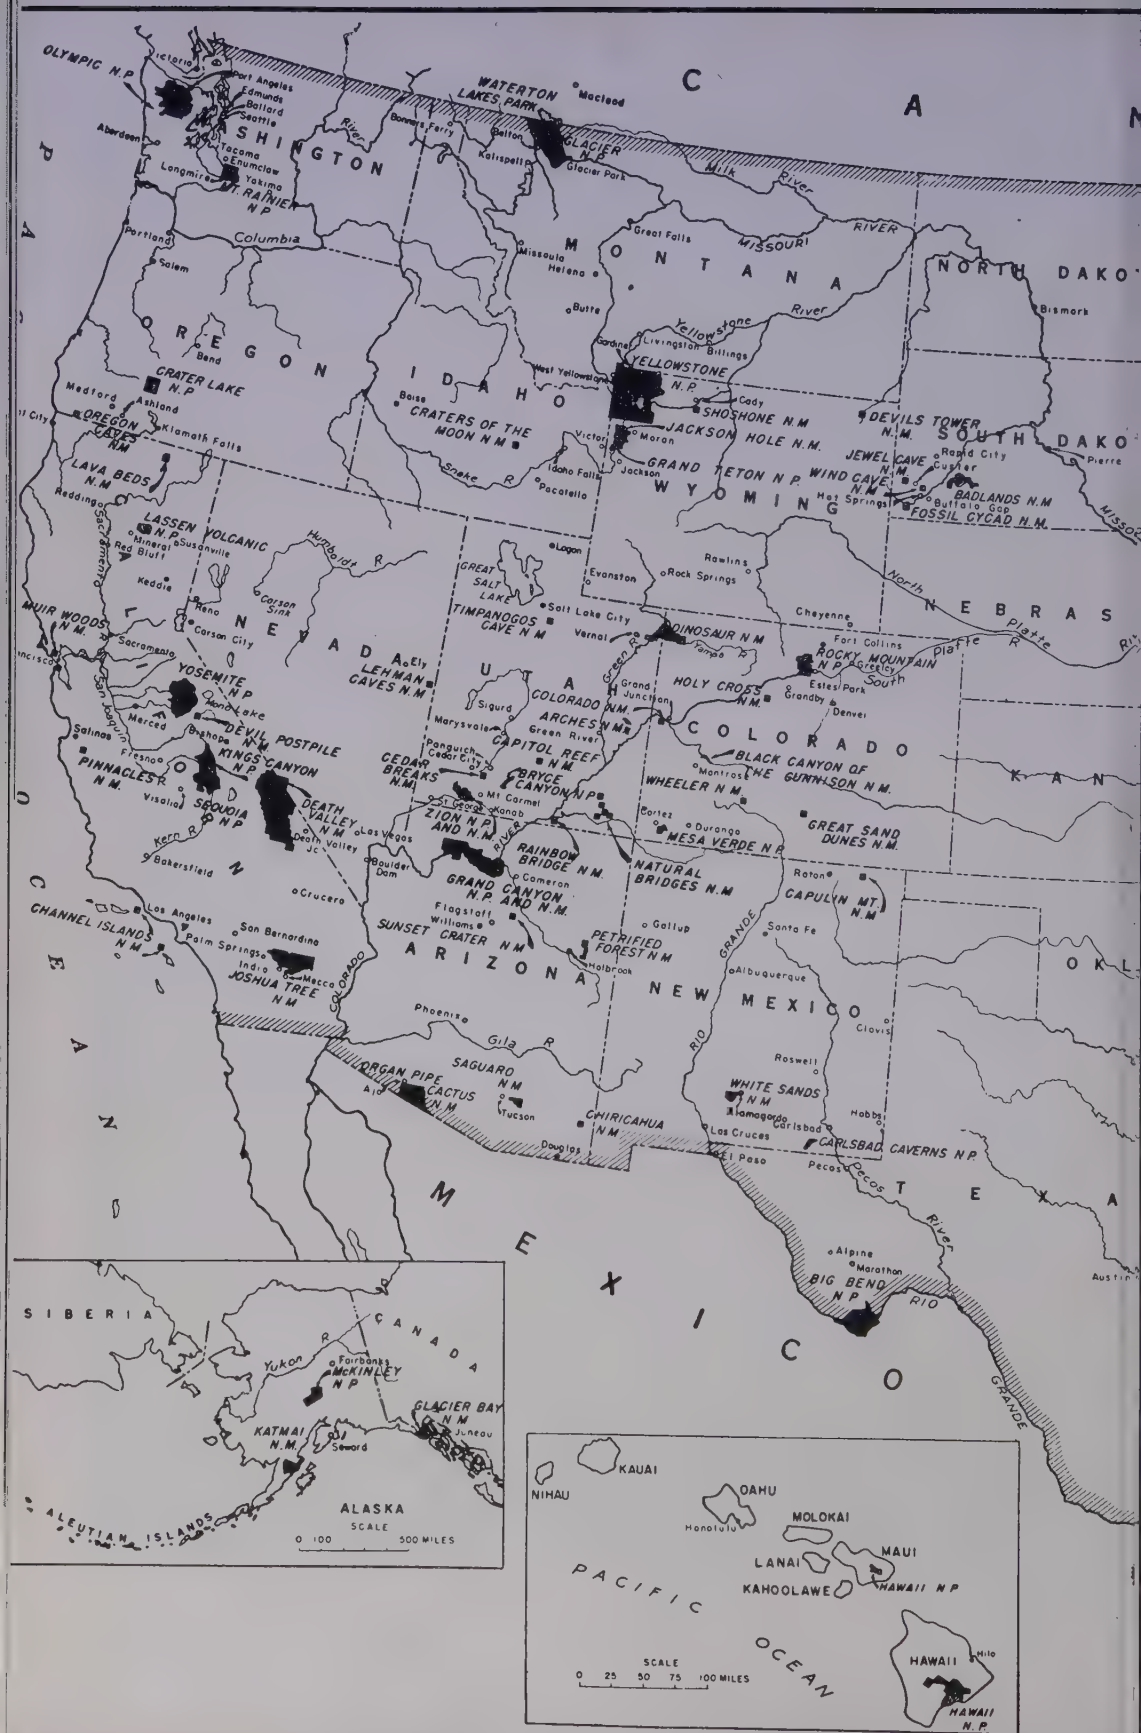 C A N
OLYMPIC N.P.
Victoria
Port Angeles
Edmunds
Ballard
Seattle
WASHINGTON
Aberdeen
Tacoma
Enumclaw
Longmire
Yakima
MT. RAINIER
N P
River
Bonners Ferry
WATERTON
LAKES PARK
Macleod
Belton
Kalispell
GLACIER
N P
Glacier Park
Milk River
Portland
Columbia
Salem
Missoula
Helena
Great Falls
MISSOURI RIVER
MONTANA
NORTH DAKO
Bismark
Butte
Yellowstone River
Gardiner
Livingston
Billings
OREGON
Bend
CRATER LAKE
N. P
Medford
Ashland
OREGON
CAVES
NM
Klamath Falls
IDAHO
Boise
CRATERS OF THE
MOON N M
West Yellowstone
YELLOWSTONE
N. P.
Cody
SHOSHONE N.M
JACKSON HOLE N.M.
Victor
Moran
Jackson
GRAND TETON N P.
WYOMING
DEVILS TOWER
N. M.
SOUTH DAKO
Pierre
JEWEL CAVE
N. M.
Rapid City
Custer
WIND CAVE
N M
Hot Springs
BADLANDS N.M
Buffalo Gap
FOSSIL CYCAD N.M.
LAVA BEDS
N M
Redding
Sacramento
Snake R
Idaho Falls
Pocatello
LASSEN VOLCANIC
N. P
Mineral
Susanville
Red Bluff
Keddie
Humboldt R
Carson
Sink
Reno
Carson City
NEVADA
Logan
GREAT
SALT
LAKE
Salt Lake City
TIMPANOGOS
CAVE N M
Evanston
Rock Springs
Rawlins
Cheyenne
North Platte R
NEBRAS
MUIR WOODS
N M.
Sacramento
San Joaquin
YOSEMITE
N P
Mono Lake
Merced
Bishop
DEVIL POSTPILE
N M
Ely
LEHMAN
CAVES N.M
Vernal
DINOSAUR N M
Yampa R
Green R
UTAH
Fort Collins
ROCKY MOUNTAIN
N P
Greeley
South Platte
Estes Park
Granby
Denver
HOLY CROSS
NM.
Grand
Junction
COLORADO N.M.
ARCHES N M
Green River
COLORADO
Sigurd
Marysvale
CAPITOL REEF
N M.
Salinas
PINNACLES
N M.
Fresno
KINGS CANYON
N P
Visalia
SEQUOIA
N P
Kern R
Bakersfield
DEATH
VALLEY
N M
Death Valley
Jc
Las Vegas
Panguich
Cedar City
CEDAR
BREAKS
N M
BRYCE
CANYON N P
Mt Carmel
St George
Kanab
ZION N P
AND N M.
RIVER
Boulder
Dam
Montrose
BLACK CANYON OF
THE GUNNISON N M.
WHEELER N M.
KAN
Cortez
Durango
MESA VERDE N P.
GREAT SAND
DUNES N M.
RAINBOW
BRIDGE N M.
NATURAL
BRIDGES N.M
Raton
CAPULIN MT.
N M
GRAND CANYON
N.P. AND N M.
Cameron
Crucero
Los Angeles
CHANNEL ISLANDS
N M
San Bernardino
Palm Springs
Indio
Mecca
JOSHUA TREE
N M
COLORADO
Flagstaff
Williams
SUNSET CRATER N M
ARIZONA
PETRIFIED
FOREST N M
Holbrook
Gallup
RIO GRANDE
Santa Fe
Albuquerque
NEW MEXICO
Clovis
OKL
Phoenix
Gila R
Roswell
ORGAN PIPE
CACTUS
N M
SAGUARO
N M
Tucson
CHIRICAHUA
N M
Douglas
WHITE SANDS
N M
Alamagordo
Carlsbad
Hobbs
Las Cruces
CARLSBAD CAVERNS N P.
El Paso
Pecos
Pecos River
TEXA
Alpine
Marathon
Austin
BIG BEND
N P
RIO GRANDE
MEXICO
PA
OCEAN
SIBERIA
CANADA
Yukon R
Fairbanks
McKINLEY
N P
GLACIER BAY
N M
Juneau
KATMAI
N.M.
Seward
ALEUTIAN ISLANDS
ALASKA
SCALE
0 100 500 MILES
KAUAI
NIHAU
OAHU
Honolulu
MOLOKAI
LANAI
MAUI
KAHOOLAWE
HAWAII N P
PACIFIC
OCEAN
HAWAII
Hilo
HAWAII
N. P.
SCALE
0 25 50 75 100 MILES